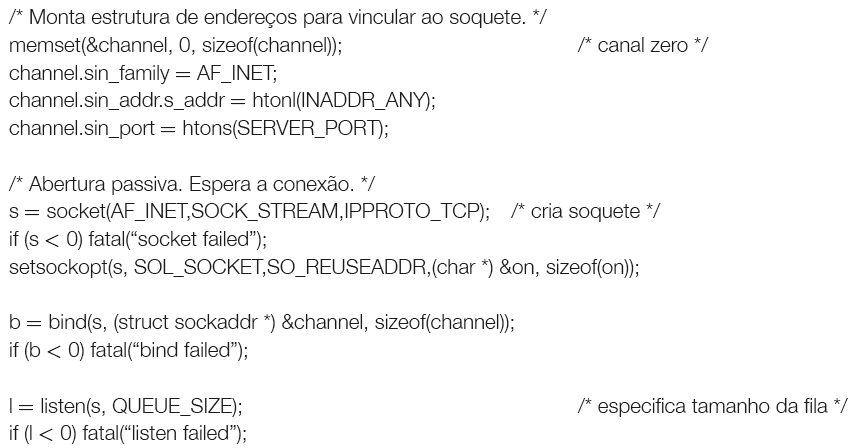 /* Monta estrutura de endereços para vincular ao soquete. */
memset(&channel, 0, sizeof(channel)); /* canal zero */
channel.sin_family = AF_INET;
channel.sin_addr.s_addr = htonl(INADDR_ANY);
channel.sin_port = htons(SERVER_PORT);
/* Abertura passiva. Espera a conexão. */
s = socket(AF_INET,SOCK_STREAM,IPPROTO_TCP); /* cria soquete */
if (s < 0) fatal(“socket failed”);
setsockopt(s, SOL_SOCKET,SO_REUSEADDR,(char *) &on, sizeof(on));
b = bind(s, (struct sockaddr *) &channel, sizeof(channel));
if (b < 0) fatal(“bind failed”);
l = listen(s, QUEUE_SIZE); /* especifica tamanho da fila */
if (l < 0) fatal(“listen failed”);